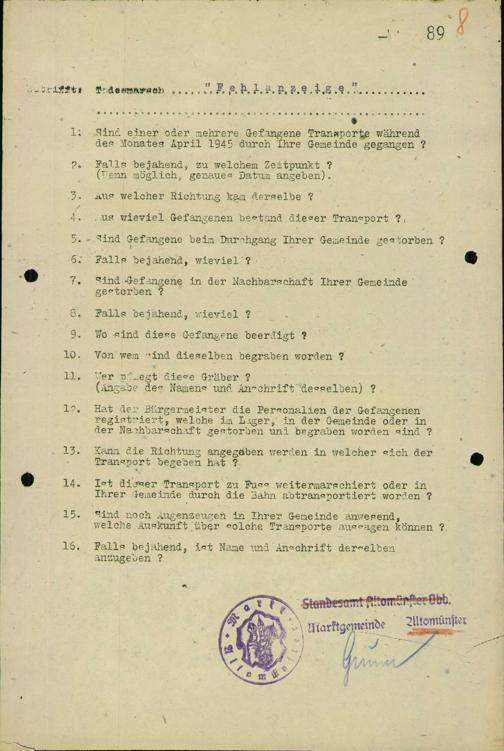 89 8
Betrifft: Todesmarsch ....."Fehlanzeige"..........
1. Sind einer oder mehrere Gefangene Transporte während
des Monates April 1945 durch Ihre Gemeinde gegangen ?
2. Falls bejahend, zu welchem Zeitpunkt ?
(Wenn möglich, genaues Datum angeben).
3. Aus welcher Richtung kam derselbe ?
4. Aus wieviel Gefangenen bestand dieser Transport ?
5. Sind Gefangene beim Durchgang Ihrer Gemeinde gestorben ?
6. Falls bejahend, wieviel ?
7. Sind Gefangene in der Nachbarschaft Ihrer Gemeinde
gestorben ?
8. Falls bejahend, wieviel ?
9. Wo sind diese Gefangene beerdigt ?
10. Von wem sind dieselben begraben worden ?
11. Wer pflegt diese Gräber ?
(Angabe des Namens und Anschrift desselben) ?
12. Hat der Bürgermeister die Personalien der Gefangenen
registriert, welche im Lager, in der Gemeinde oder in
der Nachbarschaft gestorben und begraben worden sind ?
13. Kann die Richtung angegeben werden in welcher sich der
Transport begeben hat ?
14. Ist dieser Transport zu Fuss weitermarschiert oder in
Ihrer Gemeinde durch die Bahn abtransportiert worden ?
15. Sind noch Augenzeugen in Ihrer Gemeinde anwesend,
welche Auskunft über solche Transporte aussagen können ?
16. Falls bejahend, ist Name und Anschrift derselben
anzugeben ?
Standesamt Altomünster Obb.
Marktgemeinde Altomünster
Markt
Altomünster